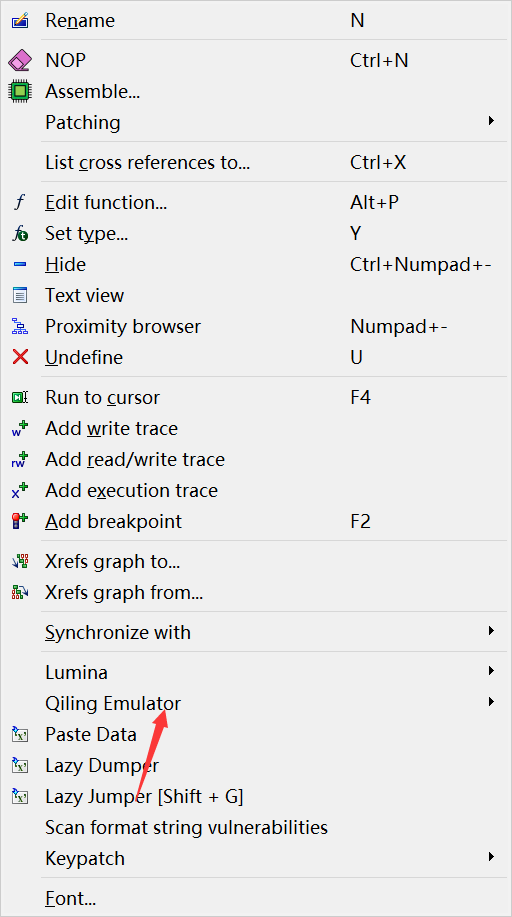 Rename N
NOP Ctrl+N
Assemble...
Patching
List cross references to... Ctrl+X
Edit function... Alt+P
Set type... Y
Hide Ctrl+Numpad+-
Text view
Proximity browser Numpad+-
Undefine U
Run to cursor F4
Add write trace
Add read/write trace
Add execution trace
Add breakpoint F2
Xrefs graph to...
Xrefs graph from...
Synchronize with
Lumina
Qiling Emulator
Paste Data
Lazy Dumper
Lazy Jumper [Shift + G]
Scan format string vulnerabilities
Keypatch
Font...